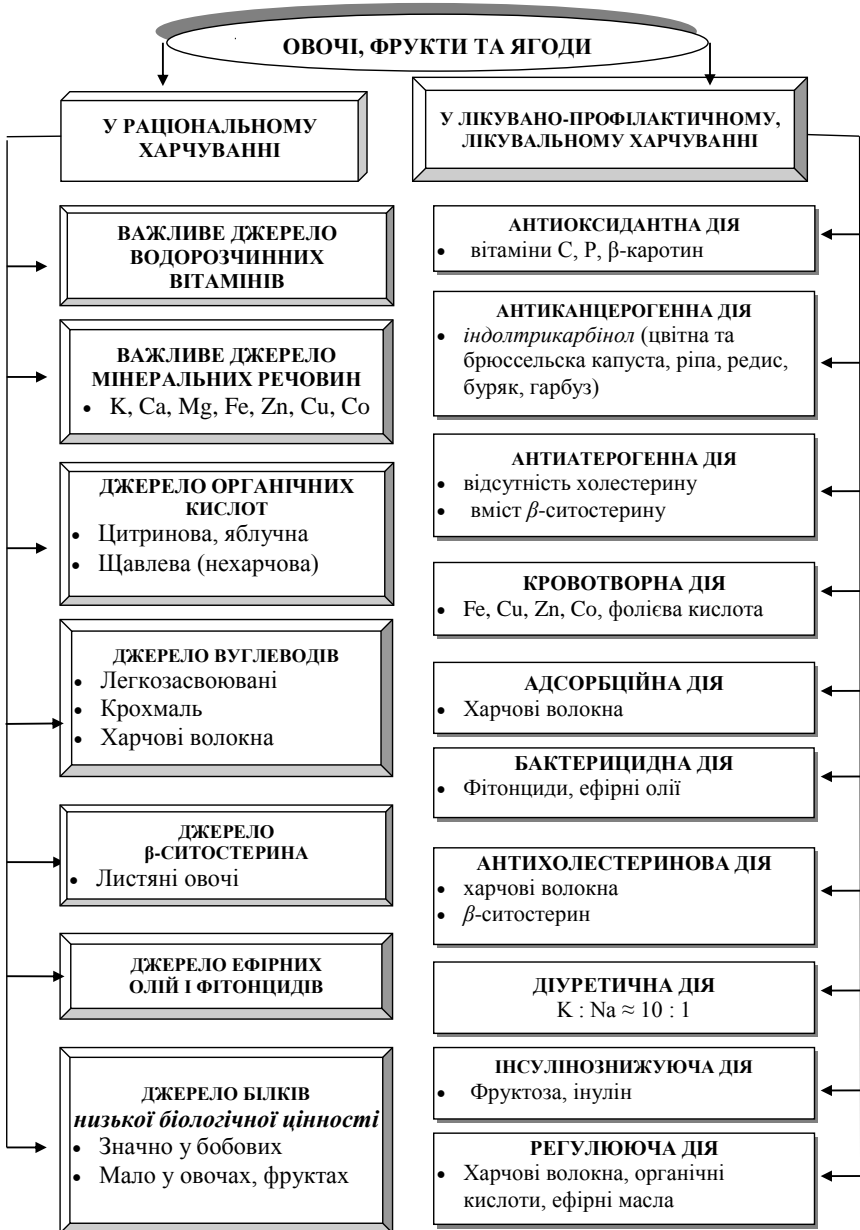 ОВОЧІ, ФРУКТИ ТА ЯГОДИ
У РАЦІОНАЛЬНОМУ
ХАРЧУВАННІ
ВАЖЛИВЕ ДЖЕРЕЛО
ВОДОРОЗЧИННИХ
ВІТАМІНІВ
ВАЖЛИВЕ ДЖЕРЕЛО
МІНЕРАЛЬНИХ РЕЧОВИН
• K, Ca, Mg, Fe, Zn, Cu, Co
ДЖЕРЕЛО ОРГАНІЧНИХ
КИСЛОТ
• Цитринова, яблучна
• Щавлева (нехарчова)
ДЖЕРЕЛО ВУГЛЕВОДІВ
• Легкозасвоювані
• Крохмаль
• Харчові волокна
ДЖЕРЕЛО
β-СИТОСТЕРИНА
• Листяні овочі
ДЖЕРЕЛО ЕФІРНИХ
ОЛІЙ І ФІТОНЦИДІВ
ДЖЕРЕЛО БІЛКІВ
низької біологічної цінності
• Значно у бобових
• Мало у овочах, фруктах
У ЛІКУВАНО-ПРОФІЛАКТИЧНОМУ,
ЛІКУВАЛЬНОМУ ХАРЧУВАННІ
АНТИОКСИДАНТНА ДІЯ
• вітаміни С, Р, β-каротин
АНТИКАНЦЕРОГЕННА ДІЯ
• індолтрикарбінол (цвітна та
брюссельска капуста, ріпа, редис,
буряк, гарбуз)
АНТИАТЕРОГЕННА ДІЯ
• відсутність холестерину
• вміст β-ситостерину
КРОВОТВОРНА ДІЯ
• Fe, Cu, Zn, Co, фолієва кислота
АДСОРБЦІЙНА ДІЯ
• Харчові волокна
БАКТЕРИЦИДНА ДІЯ
• Фітонциди, ефірні олії
АНТИХОЛЕСТЕРИНОВА ДІЯ
• харчові волокна
• β-ситостерин
ДІУРЕТИЧНА ДІЯ
K : Na ≈ 10 : 1
ІНСУЛІНОЗНИЖУЮЧА ДІЯ
• Фруктоза, інулін
РЕГУЛЮЮЧА ДІЯ
• Харчові волокна, органічні
кислоти, ефірні масла